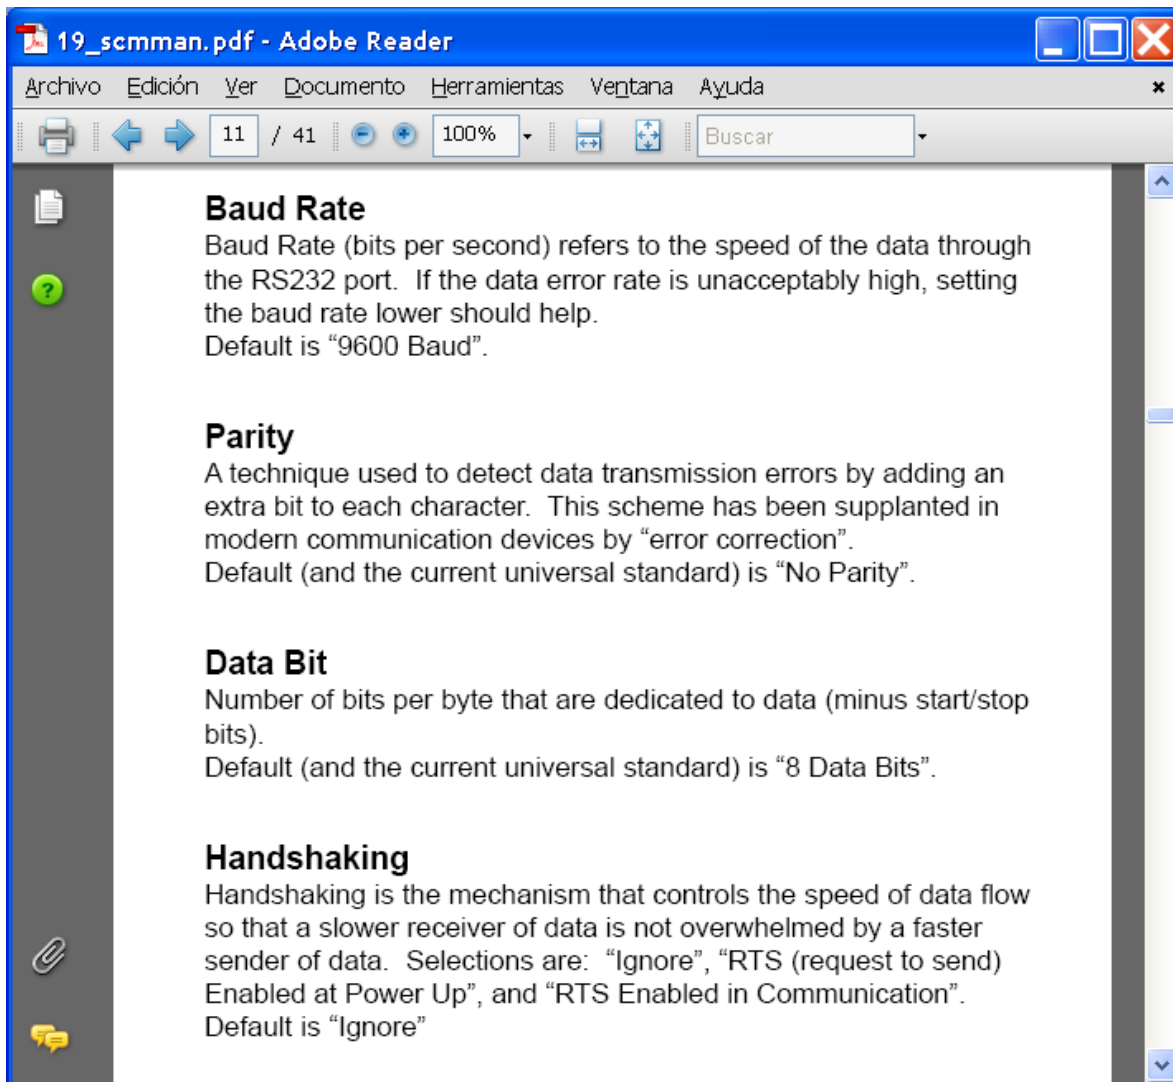 19_scmman.pdf - Adobe Reader
Archivo Edición Ver Documento Herramientas Ventana Ayuda
11 / 41 100% Buscar
Baud Rate
Baud Rate (bits per second) refers to the speed of the data through
the RS232 port. If the data error rate is unacceptably high, setting
the baud rate lower should help.
Default is “9600 Baud”.
Parity
A technique used to detect data transmission errors by adding an
extra bit to each character. This scheme has been supplanted in
modern communication devices by “error correction”.
Default (and the current universal standard) is “No Parity”.
Data Bit
Number of bits per byte that are dedicated to data (minus start/stop
bits).
Default (and the current universal standard) is “8 Data Bits”.
Handshaking
Handshaking is the mechanism that controls the speed of data flow
so that a slower receiver of data is not overwhelmed by a faster
sender of data. Selections are: “Ignore”, “RTS (request to send)
Enabled at Power Up”, and “RTS Enabled in Communication”.
Default is “Ignore”